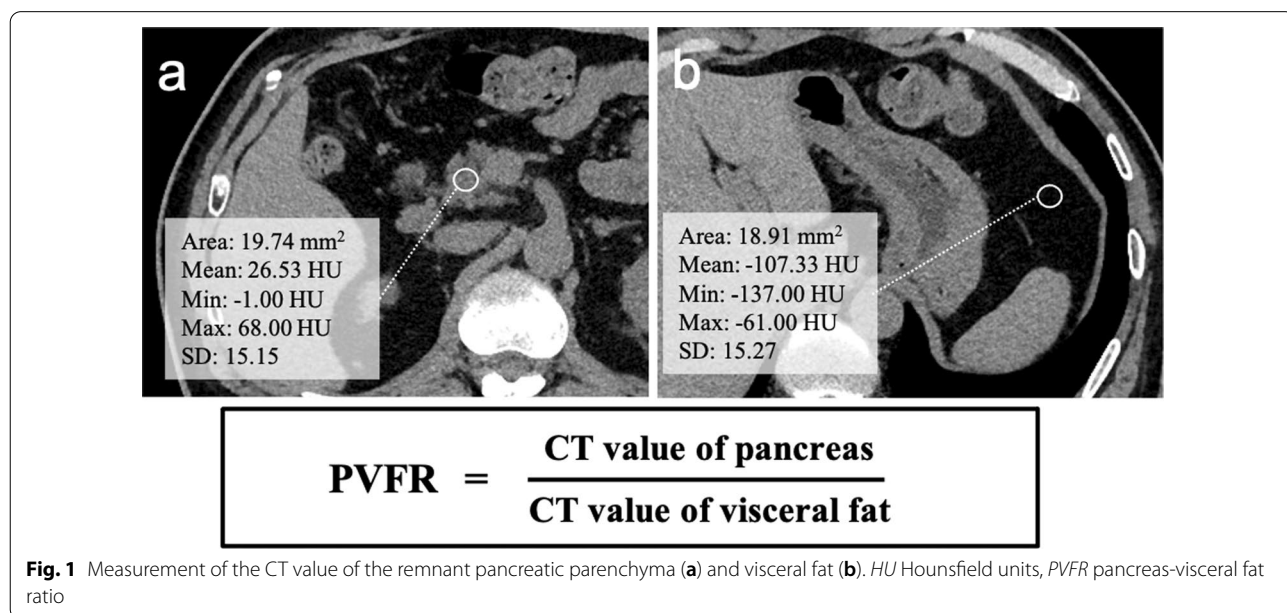 a
Area: 19.74 mm²
Mean: 26.53 HU
Min: -1.00 HU
Max: 68.00 HU
SD: 15.15
b
Area: 18.91 mm²
Mean: -107.33 HU
Min: -137.00 HU
Max: -61.00 HU
SD: 15.27
PVFR = CT value of pancreas
CT value of visceral fat
Fig. 1 Measurement of the CT value of the remnant pancreatic parenchyma (a) and visceral fat (b). HU Hounsfield units, PVFR pancreas-visceral fat
ratio